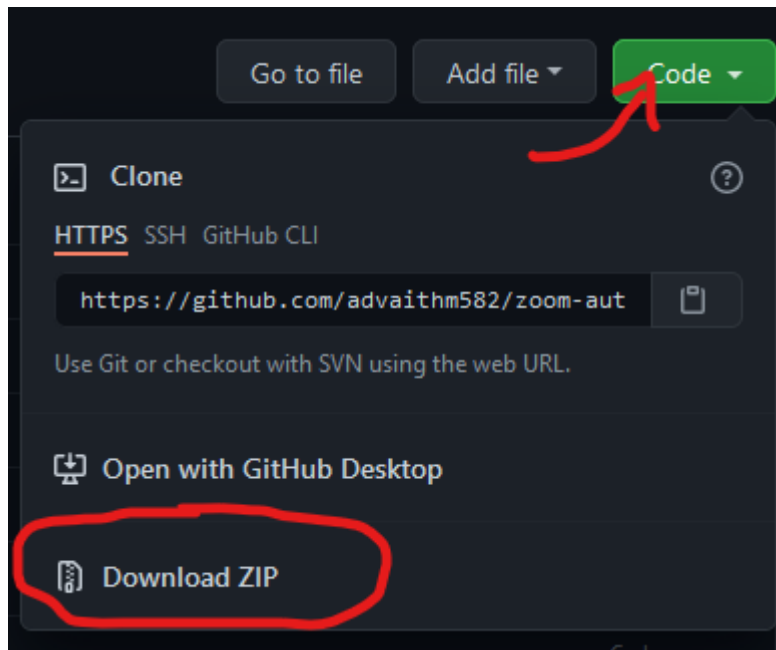 Go to file Add file Code
Clone
HTTPS SSH GitHub CLI
https://github.com/advaithm582/zoom-aut
Use Git or checkout with SVN using the web URL.
Open with GitHub Desktop
Download ZIP